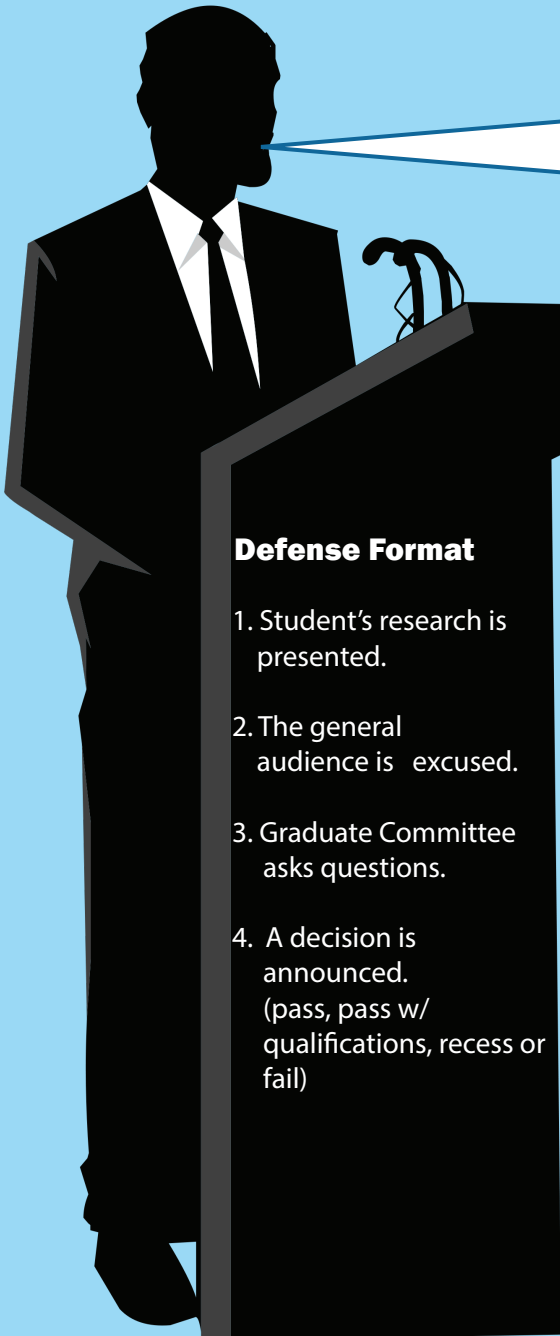 Defense Format
1. Student’s research is
presented.
2. The general
audience is excused.
3. Graduate Committee
asks questions.
4. A decision is
announced.
(pass, pass w/
qualifications, recess or
fail)